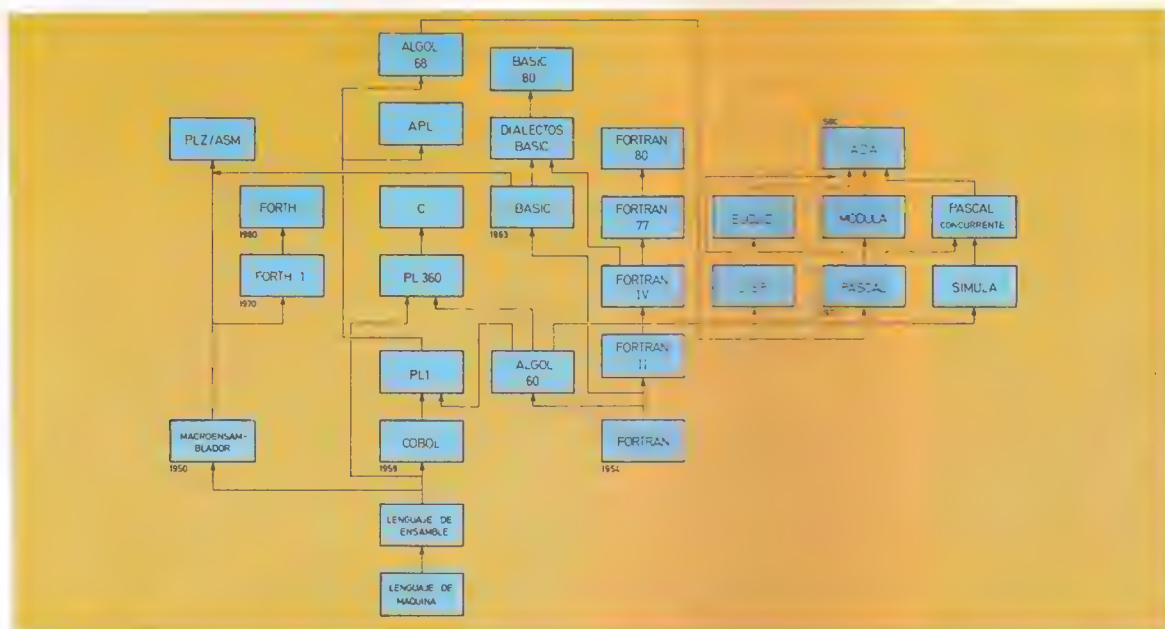 ALGOL
68
BASIC
80
PLZ/ASM
APL
DIALECTOS
BASIC
FORTRAN
80
ADA
FORTH
1980
C
BASIC
1963
FORTRAN
77
MODULA
PASCAL
CONCURRENTE
FORTH 1
1970
PL 360
FORTRAN
IV
PASCAL
SIMULA
PL1
ALGOL
60
FORTRAN
II
MACROENSAM-
BLADOR
1950
COBOL
1959
FORTRAN
1954
LENGUAJE DE
ENSAMBLE
LENGUAJE DE
MAQUINA